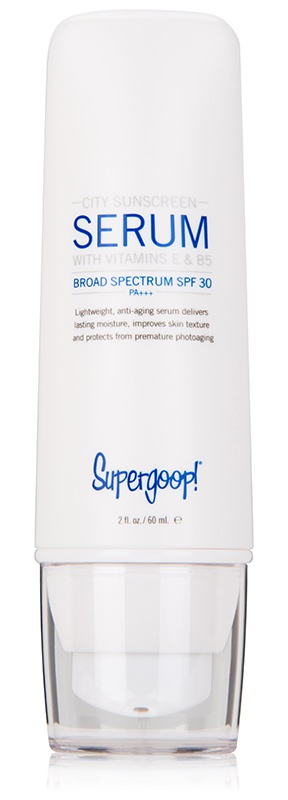 CITY SUNSCREEN
SERUM
WITH VITAMINS E & B5
BROAD SPECTRUM SPF 30
PA+++
Lightweight, anti-aging serum delivers
lasting moisture, improves skin texture
and protects from premature photoaging
Supergoop!®
2 fl. oz. / 60 ml. ℮